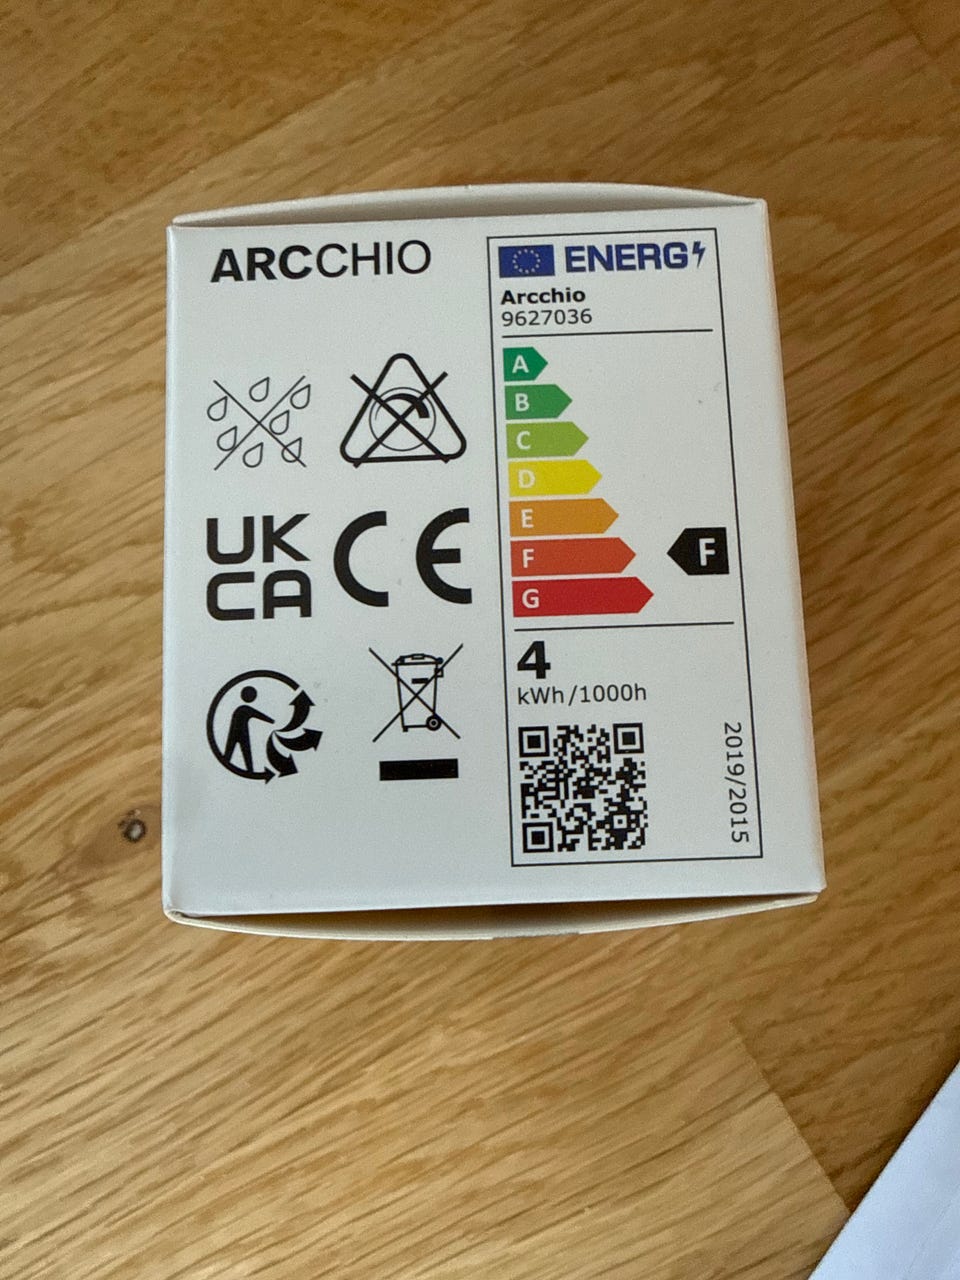 ARCCHIO
UK
CA
CE
ENERG
Arcchio
9627036
A
B
C
D
E
F
G
F
4
kWh/1000h
2019/2015